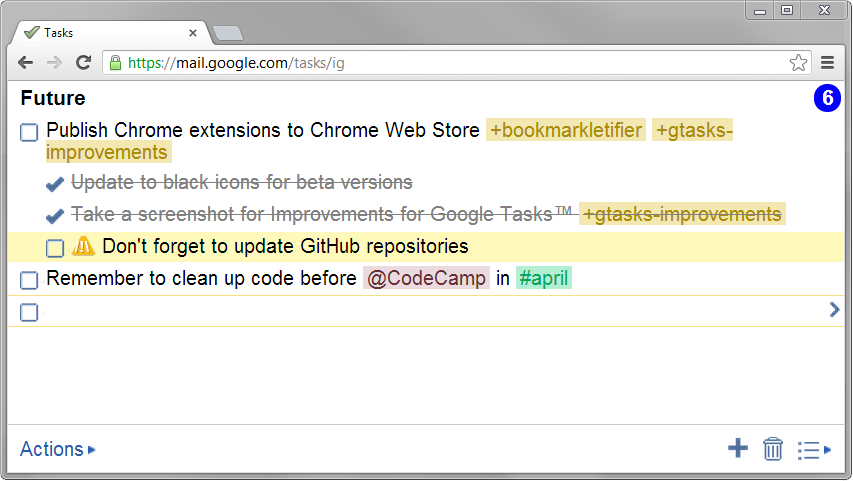 Tasks
https://mail.google.com/tasks/ig
Future
6
Publish Chrome extensions to Chrome Web Store +bookmarkletifier +gtasks-
improvements
Update to black icons for beta versions
Take a screenshot for Improvements for Google Tasks™ +gtasks-improvements
Don't forget to update GitHub repositories
Remember to clean up code before @CodeCamp in #april
Actions